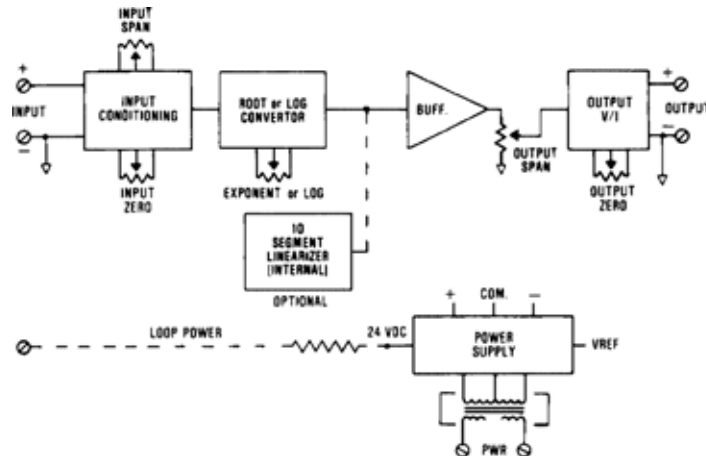 INPUT
SPAN
+
INPUT
−
INPUT
CONDITIONING
INPUT
ZERO
ROOT or LOG
CONVERTOR
EXPONENT or LOG
10
SEGMENT
LINEARIZER
(INTERNAL)
OPTIONAL
BUFF.
OUTPUT
SPAN
OUTPUT
V/I
OUTPUT
ZERO
+
OUTPUT
−
LOOP POWER
24 VDC
+ COM. −
POWER
SUPPLY
VREF
PWR